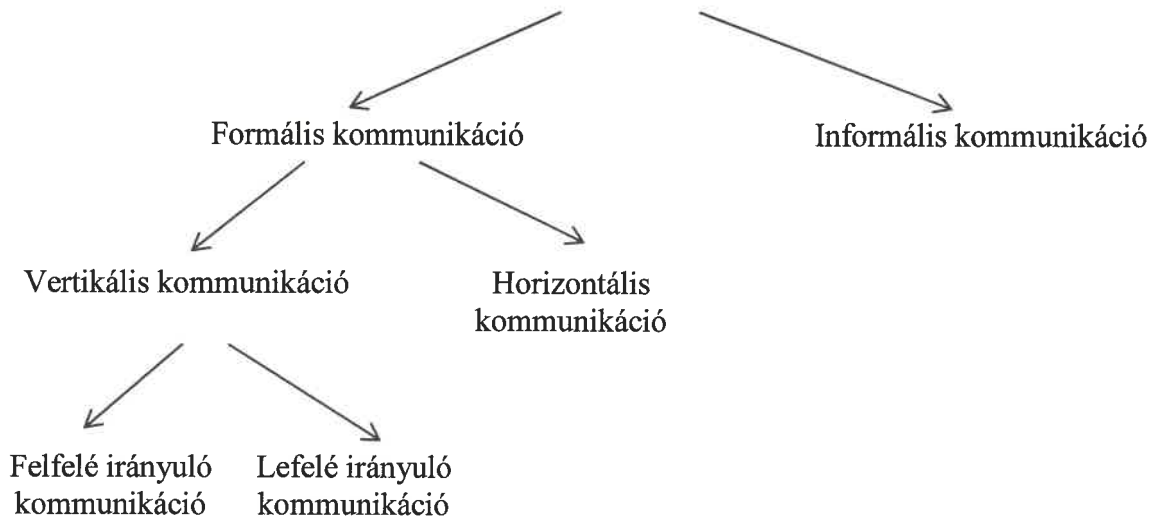 Formális kommunikáció
Informális kommunikáció
Vertikális kommunikáció
Horizontális
kommunikáció
Felfelé irányuló
kommunikáció
Lefelé irányuló
kommunikáció